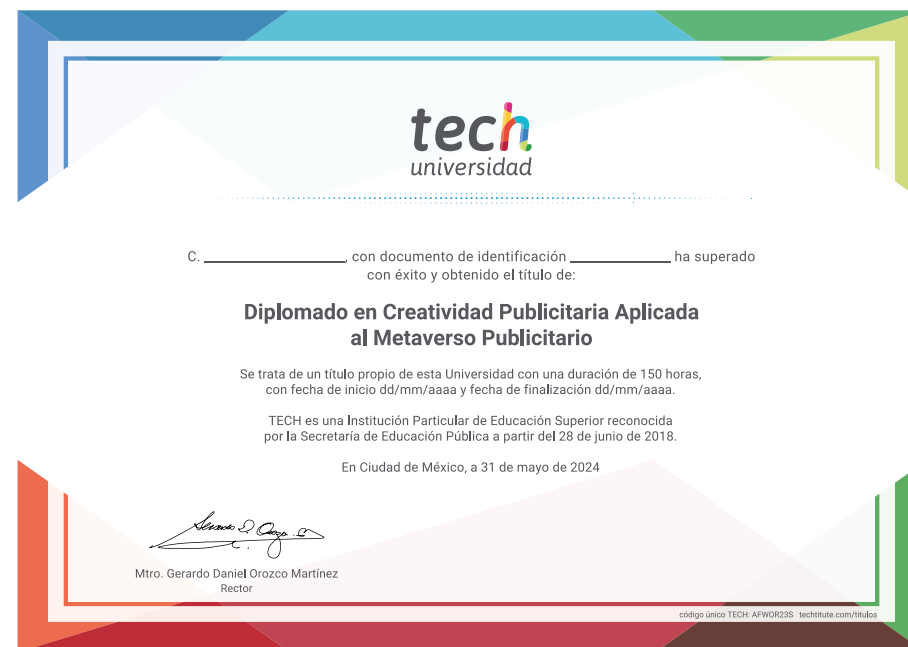 tech
universidad
C. ____________________, con documento de identificación ______________ ha superado
con éxito y obtenido el título de:
Diplomado en Creatividad Publicitaria Aplicada
al Metaverso Publicitario
Se trata de un título propio de esta Universidad con una duración de 150 horas,
con fecha de inicio dd/mm/aaaa y fecha de finalización dd/mm/aaaa.
TECH es una Institución Particular de Educación Superior reconocida
por la Secretaría de Educación Pública a partir del 28 de junio de 2018.
En Ciudad de México, a 31 de mayo de 2024
Mtro. Gerardo Daniel Orozco Martínez
Rector
código único TECH: AFWOR23S techtitute.com/titulos